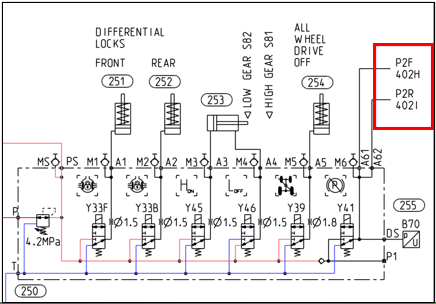 DIFFERENTIAL
LOCKS
FRONT
REAR
251
252
253
LOW GEAR S82
HIGH GEAR S81
ALL
WHEEL
DRIVE
OFF
254
P2F
402H
P2R
402I
MS
PS
M1
A1
M2
A2
M3
A3
M4
A4
M5
A5
M6
A61
A62
ON
OFF
P
Y33F
Ø1.5
Y33B
Ø1.5
Y45
Ø1.5
Y46
Ø1.5
Y39
Ø1.8
Y41
255
DS
B70
P
U
4.2MPa
P1
T
250